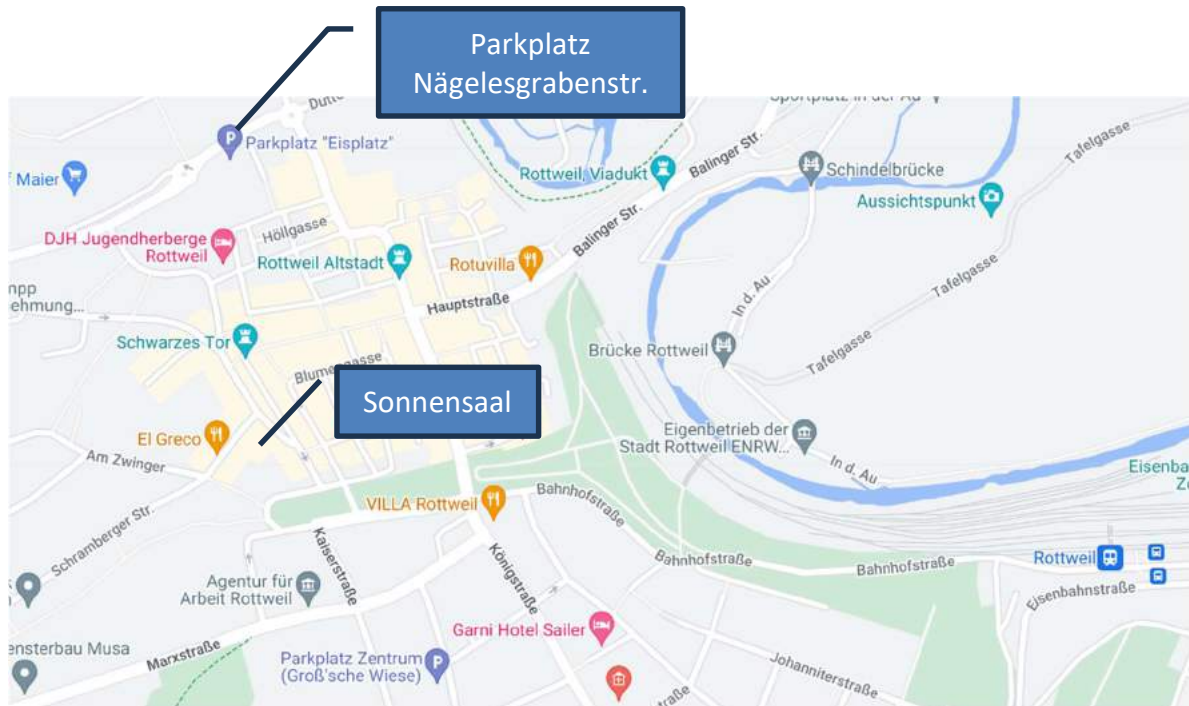 Parkplatz
Nägelesgrabenstr.
Parkplatz "Eisplatz"
Rottweil, Viadukt
Balinger Str.
Schindelbrücke
Tafelgasse
Maier
Aussichtspunkt
DJH Jugendherberge
Rottweil
Höllgasse
Balinger Str.
Rottweil Altstadt
Rotuvilla
Tafelgasse
Hauptstraße
In d. Au
Schwarzes Tor
Brücke Rottweil
Tafelgasse
Sonnensaal
El Greco
Eigenbetrieb der
Stadt Rottweil ENRW...
Am Zwinger
In d. Au
VILLA Rottweil
Bahnhofstraße
Schramberger Str.
Kaiserstraße
Königstraße
Bahnhofstraße
Bahnhofstraße
Rottweil
Agentur für
Arbeit Rottweil
Eisenbahnstraße
Garni Hotel Sailer
Marxstraße
Parkplatz Zentrum
(Groß'sche Wiese)
Johanniterstraße